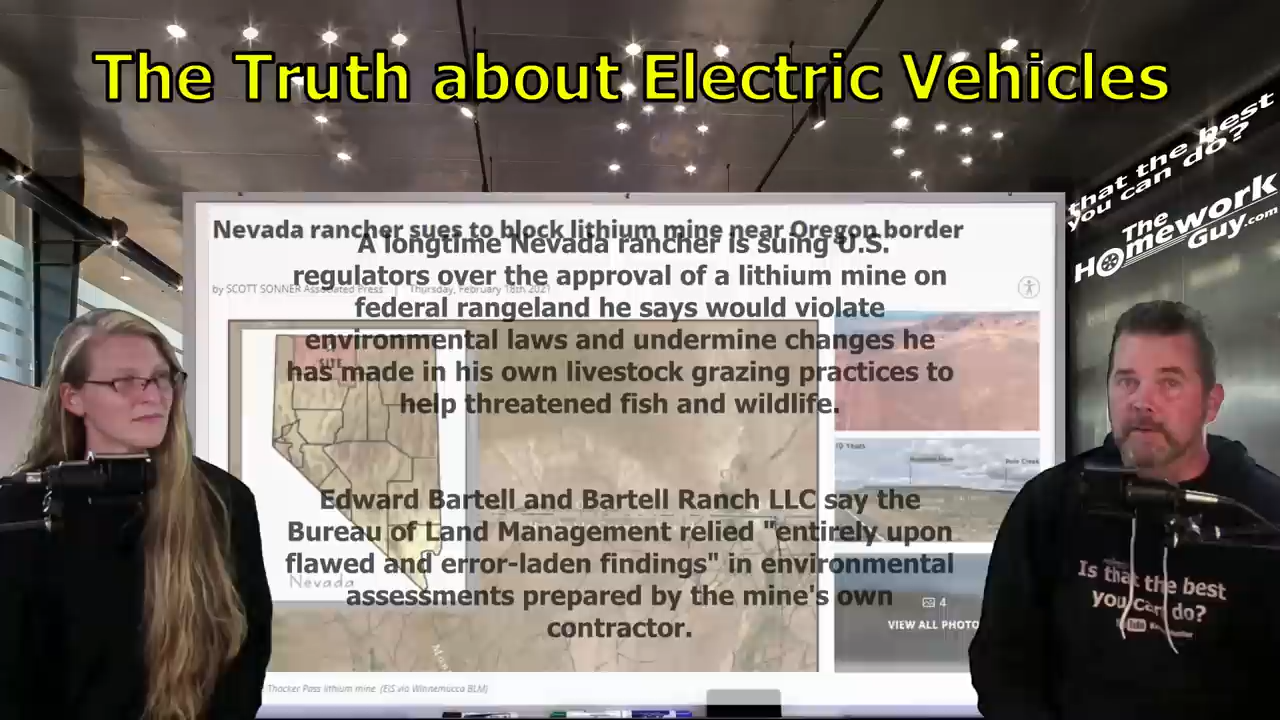 The Truth about Electric Vehicles
that the best
you can do?
The
Homework
Guy.com
Nevada rancher sues to block lithium mine near Oregon border
by SCOTT SONNER Associated Press | Thursday, February 18th 2021
A longtime Nevada rancher is suing U.S.
regulators over the approval of a lithium mine on
federal rangeland he says would violate
environmental laws and undermine changes he
has made in his own livestock grazing practices to
help threatened fish and wildlife.
SITE
Edward Bartell and Bartell Ranch LLC say the
Bureau of Land Management relied "entirely upon
flawed and error-laden findings" in environmental
assessments prepared by the mine's own
contractor.
Nevada
4
VIEW ALL PHOTO
Thacker Pass lithium mine (EIS via Winnemucca BLM)
Is that the best
you can do?